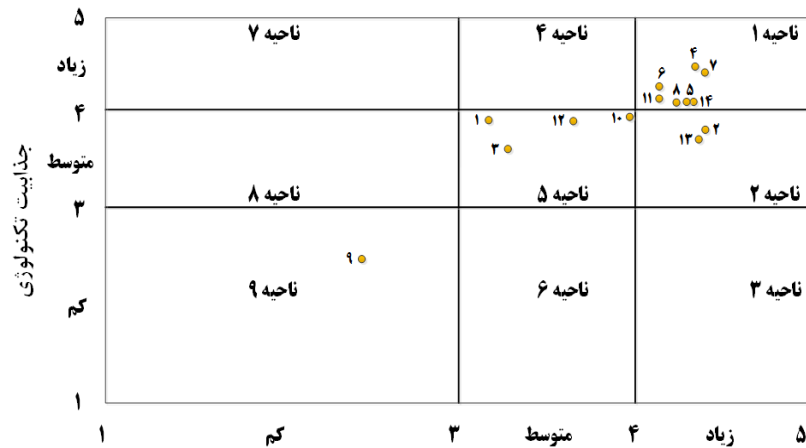 ۵
ناحیه ۱
ناحیه ۴
ناحیه ۷
زیاد
۴
۷
۶
۸
۵
۱۴
۱۱
۴
۱۰
۱۲
۱
۲
۱۳
۳
متوسط
ناحیه ۲
ناحیه ۵
ناحیه ۸
۳
جذابیت تکنولوژی
۹
ناحیه ۳
ناحیه ۶
ناحیه ۹
کم
۱
۱
کم
۳
متوسط
۴
زیاد
۵